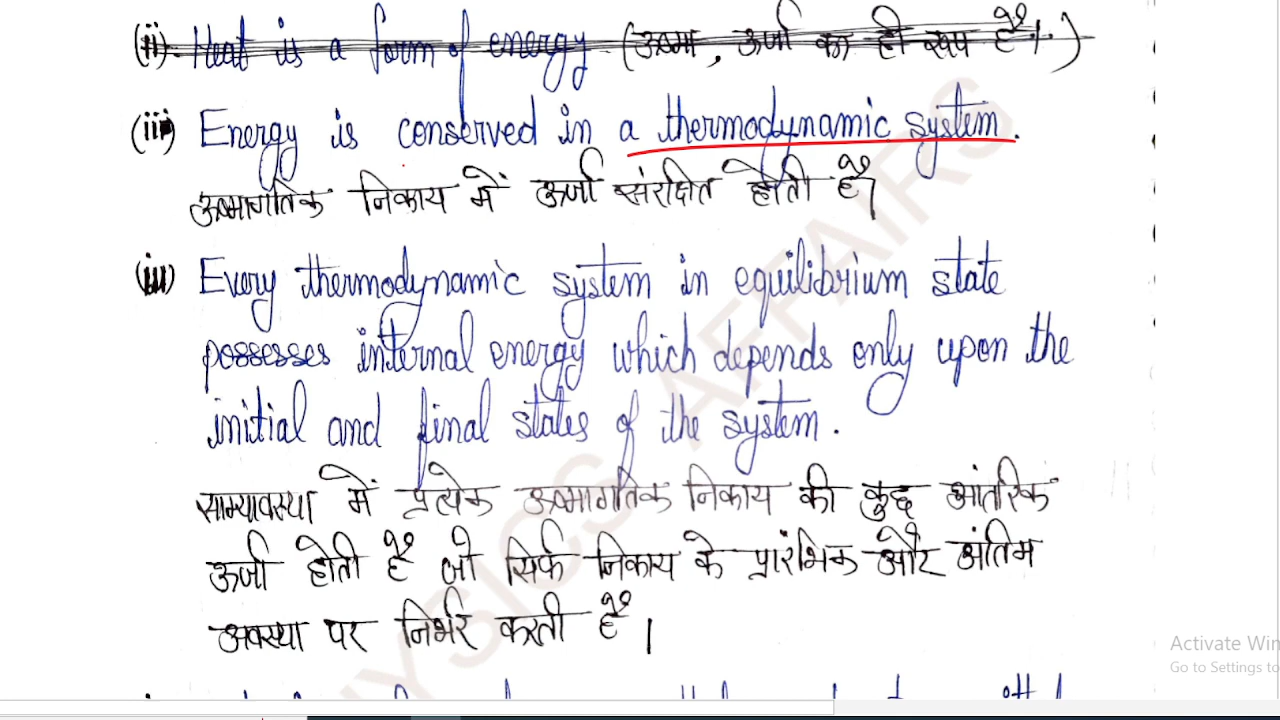 (ii) Heat is a form of energy (ऊष्मा, ऊर्जा का ही रूप है।)
(iii) Energy is conserved in a thermodynamic system.
ऊष्मागतिक निकाय में ऊर्जा संरक्षित होती है।
(iv) Every thermodynamic system in equilibrium state
possesses internal energy which depends only upon the
initial and final states of the system.
साम्यावस्था में प्रत्येक ऊष्मागतिक निकाय की कुछ आंतरिक
ऊर्जा होती है जो सिर्फ निकाय के प्रारंभिक और अंतिम
अवस्था पर निर्भर करती है।
PHYSICS AFFAIRS
Activate Win
Go to Settings to